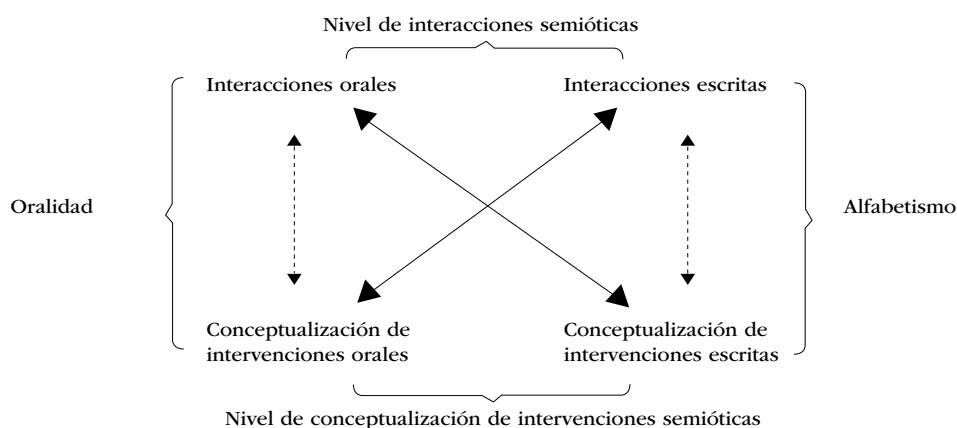 Nivel de interacciones semióticas
Interacciones orales
Interacciones escritas
Oralidad
Alfabetismo
Conceptualización de
intervenciones orales
Conceptualización de
intervenciones escritas
Nivel de conceptualización de intervenciones semióticas